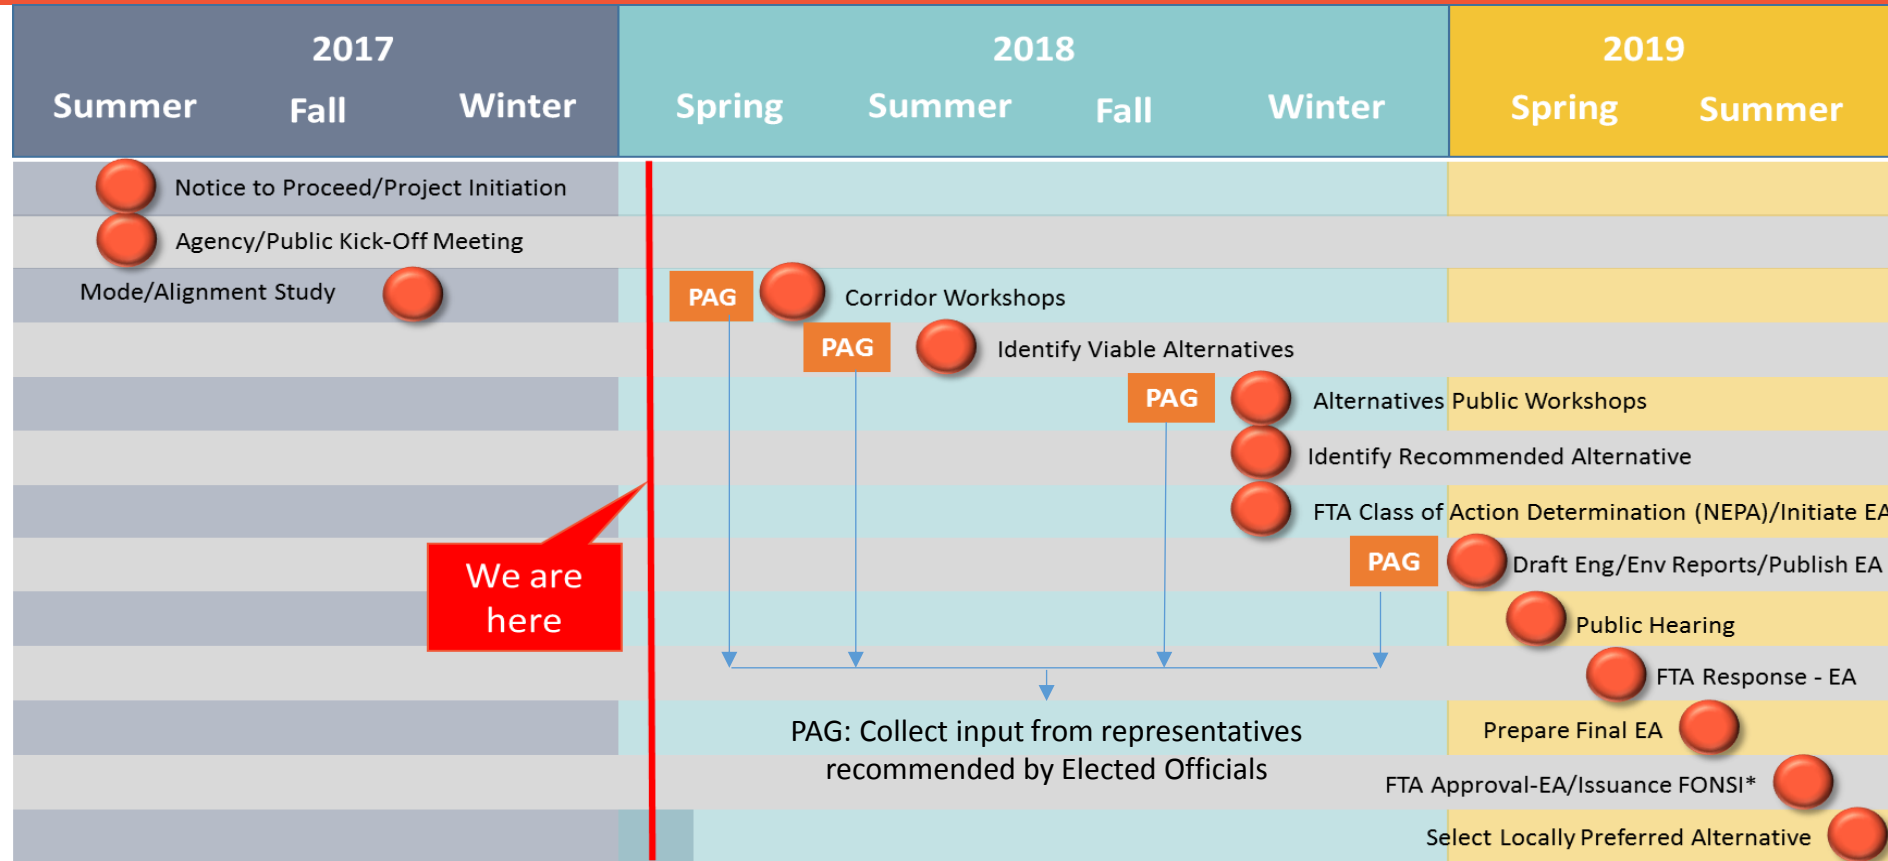 2017
2018
2019
Summer
Fall
Winter
Spring
Summer
Fall
Winter
Spring
Summer
Notice to Proceed/Project Initiation
Agency/Public Kick-Off Meeting
Mode/Alignment Study
PAG
Corridor Workshops
PAG
Identify Viable Alternatives
PAG
Alternatives Public Workshops
Identify Recommended Alternative
FTA Class of Action Determination (NEPA)/Initiate EA
We are
here
PAG
Draft Eng/Env Reports/Publish EA
Public Hearing
FTA Response - EA
PAG: Collect input from representatives
recommended by Elected Officials
Prepare Final EA
FTA Approval-EA/Issuance FONSI*
Select Locally Preferred Alternative